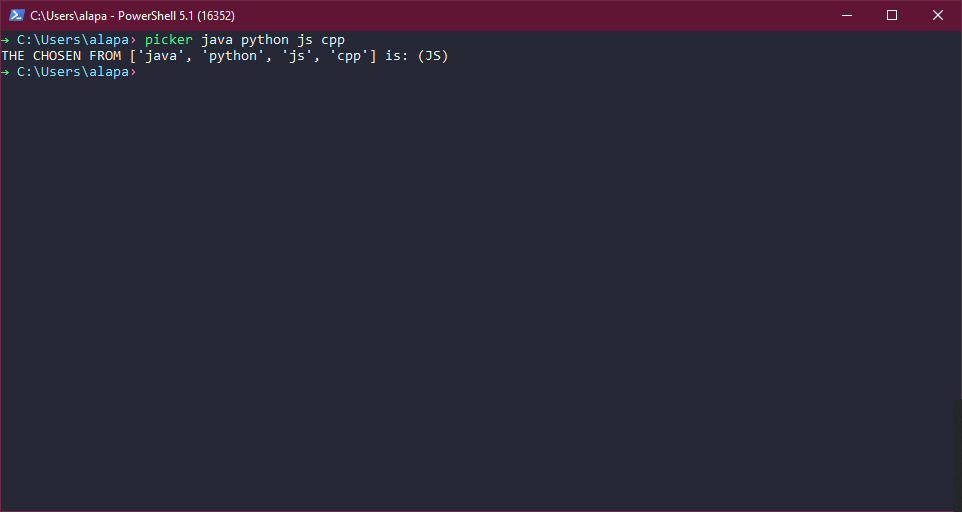 C:\Users\alapa - PowerShell 5.1 (16352)
→ C:\Users\alapa› picker java python js cpp
THE CHOSEN FROM ['java', 'python', 'js', 'cpp'] is: (JS)
→ C:\Users\alapa›